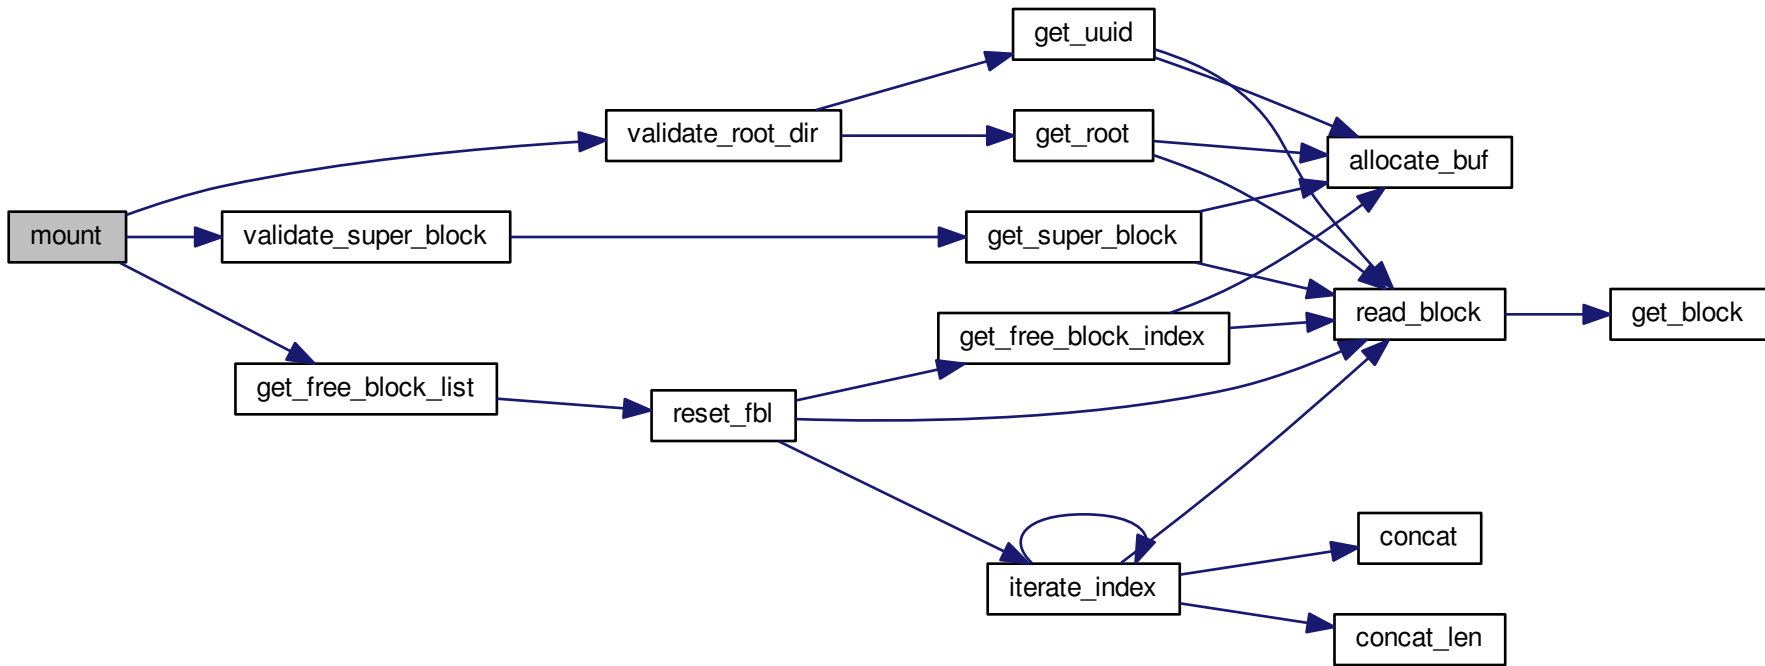 mount
validate_root_dir
validate_super_block
get_free_block_list
reset_fbl
get_uuid
get_root
get_super_block
get_free_block_index
iterate_index
allocate_buf
read_block
get_block
concat
concat_len